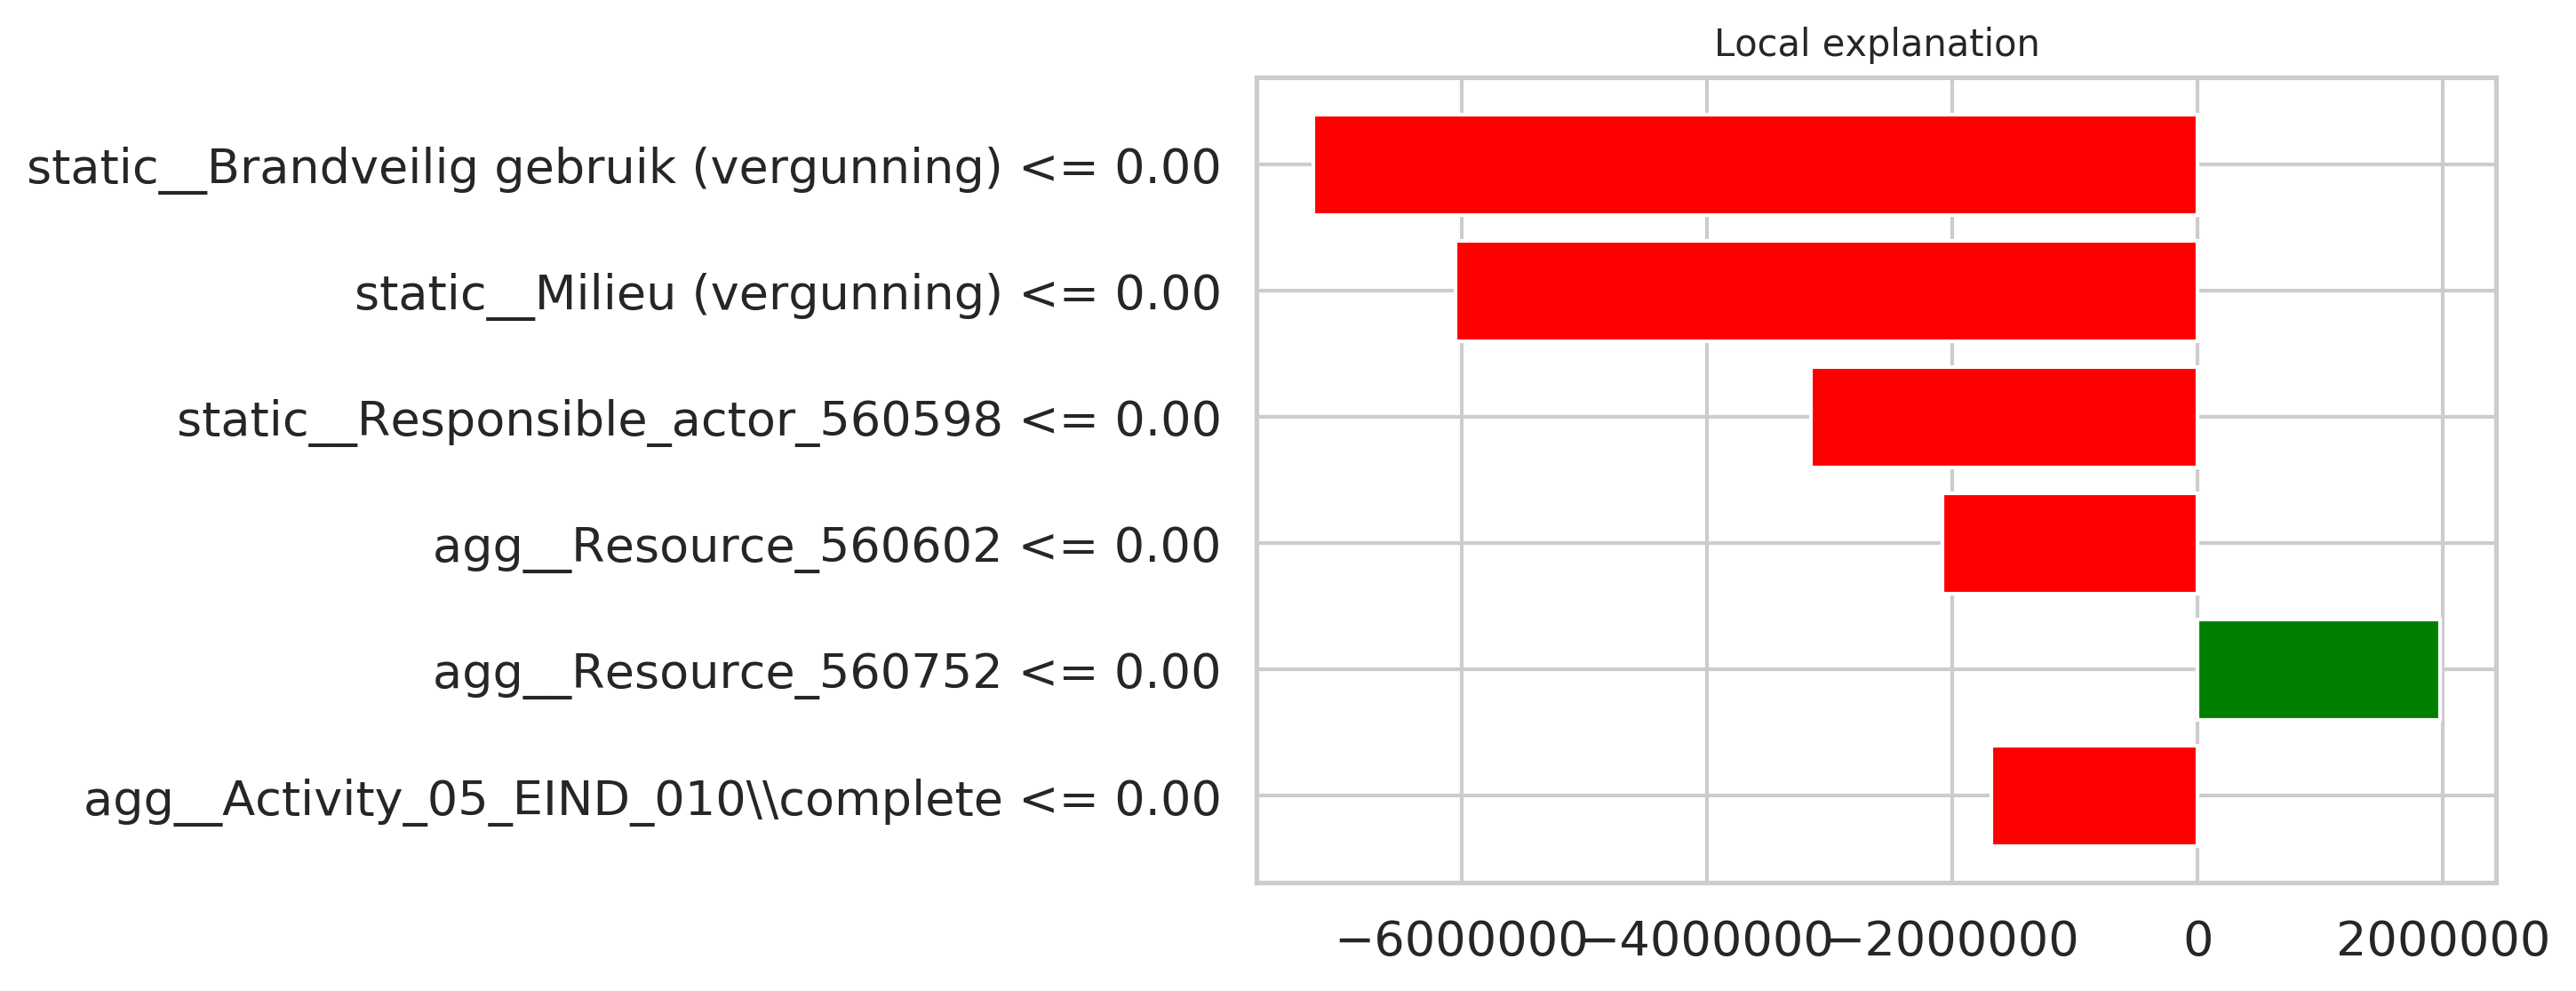 Local explanation
static__Brandveilig gebruik (vergunning) <= 0.00
static__Milieu (vergunning) <= 0.00
static__Responsible_actor_560598 <= 0.00
agg__Resource_560602 <= 0.00
agg__Resource_560752 <= 0.00
agg__Activity_05_EIND_010\\complete <= 0.00
−6000000 −4000000 −2000000 0 2000000